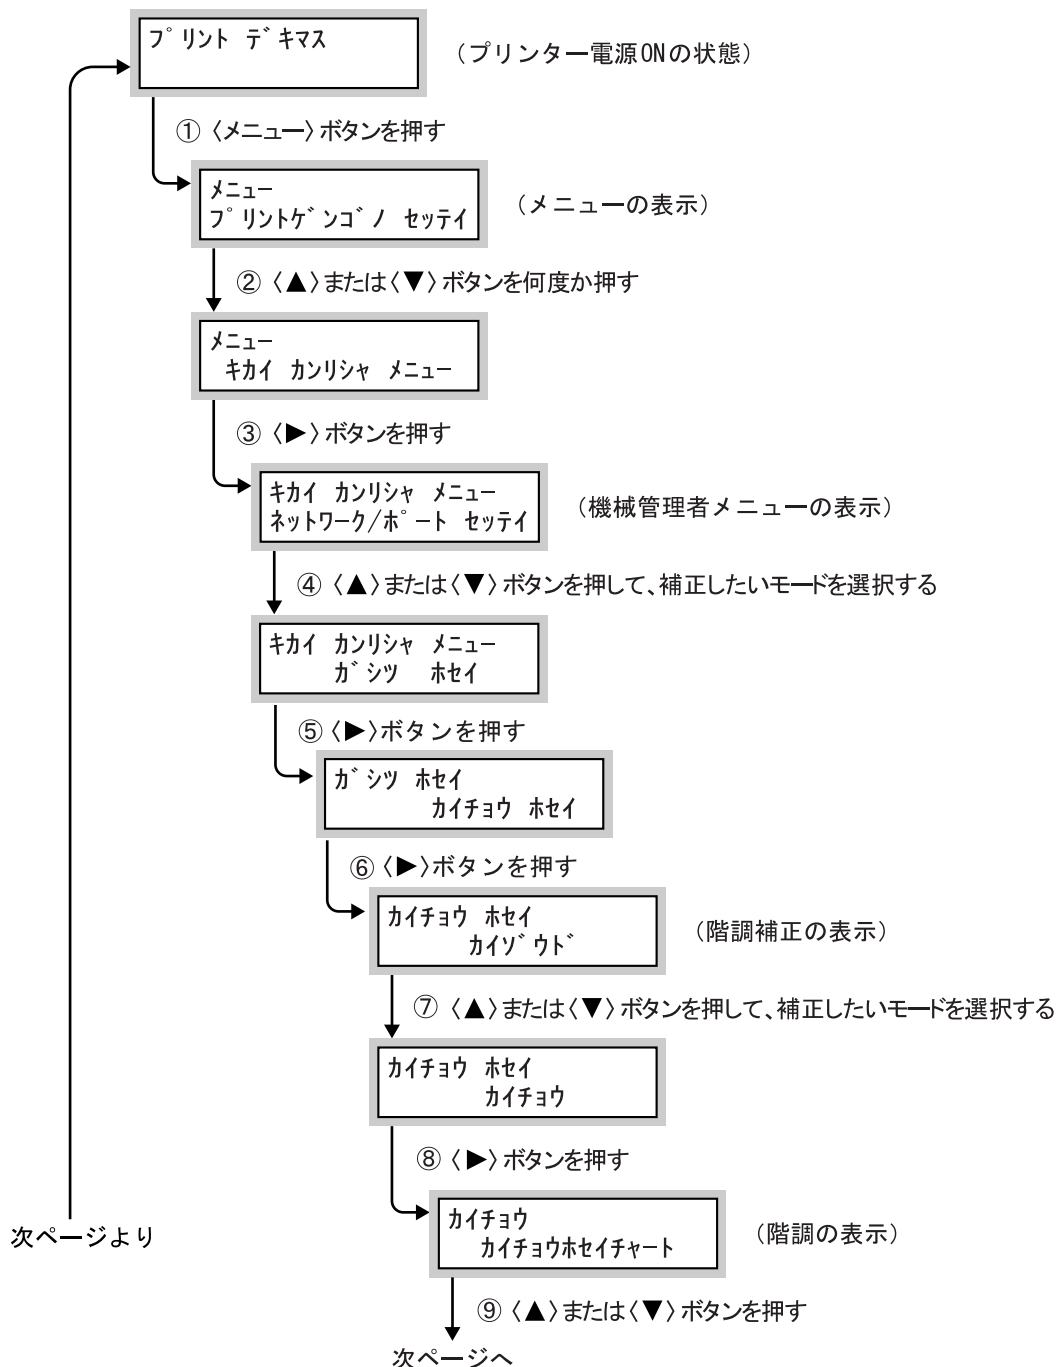 プリント デキマス
（プリンター電源ONの状態）
① 〈メニュー〉ボタンを押す
メニュー
プリントゲンゴノ セッテイ
（メニューの表示）
② 〈▲〉または〈▼〉ボタンを何度か押す
メニュー
キカイ カンリシャ メニュー
③ 〈▶〉ボタンを押す
キカイ カンリシャ メニュー
ネットワーク/ポート セッテイ
（機械管理者メニューの表示）
④ 〈▲〉または〈▼〉ボタンを押して、補正したいモードを選択する
キカイ カンリシャ メニュー
ガシツ ホセイ
⑤ 〈▶〉ボタンを押す
ガシツ ホセイ
カイチョウ ホセイ
⑥ 〈▶〉ボタンを押す
カイチョウ ホセイ
カイゾウド
（階調補正の表示）
⑦ 〈▲〉または〈▼〉ボタンを押して、補正したいモードを選択する
カイチョウ ホセイ
カイチョウ
⑧ 〈▶〉ボタンを押す
カイチョウ
カイチョウホセイチャート
（階調の表示）
次ページより
⑨ 〈▲〉または〈▼〉ボタンを押す
次ページへ